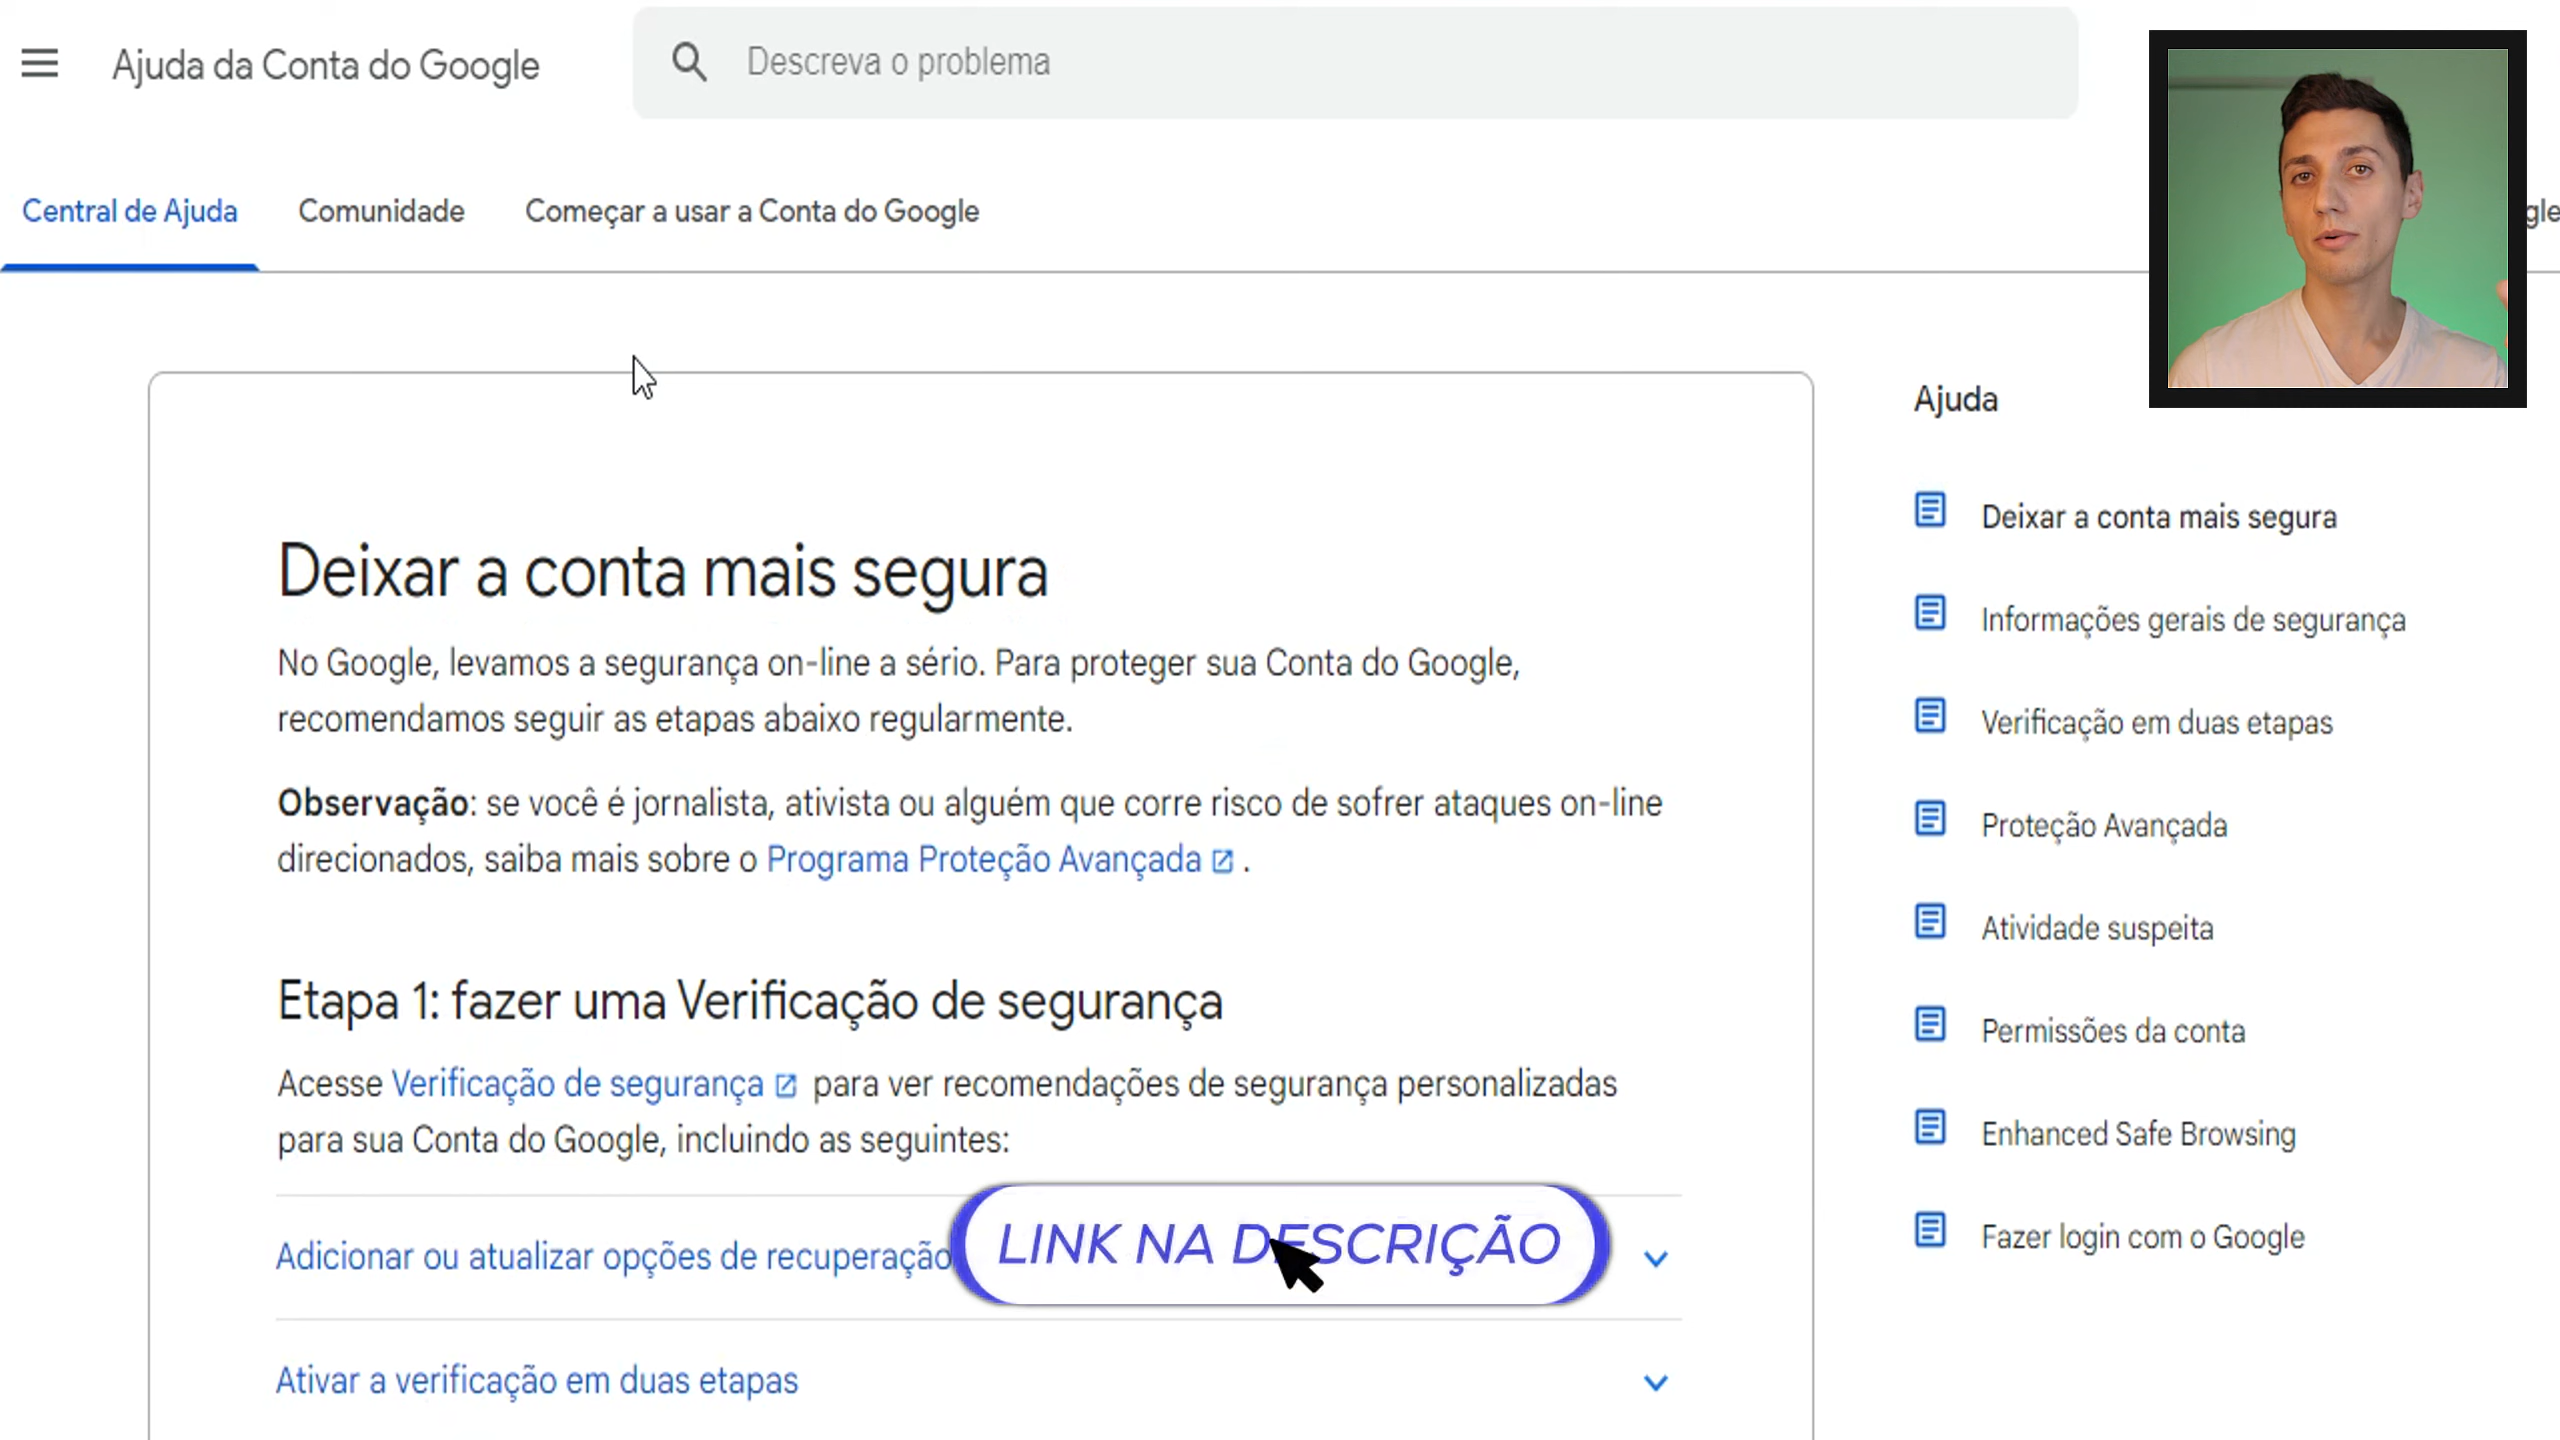 Ajuda da Conta do Google
Descreva o problema
Central de Ajuda
Comunidade
Começar a usar a Conta do Google
gle
Deixar a conta mais segura
No Google, levamos a segurança on-line a sério. Para proteger sua Conta do Google,
recomendamos seguir as etapas abaixo regularmente.
Observação: se você é jornalista, ativista ou alguém que corre risco de sofrer ataques on-line
direcionados, saiba mais sobre o Programa Proteção Avançada .
Etapa 1: fazer uma Verificação de segurança
Acesse Verificação de segurança para ver recomendações de segurança personalizadas
para sua Conta do Google, incluindo as seguintes:
Adicionar ou atualizar opções de recuperação
LINK NA DESCRIÇÃO
Ativar a verificação em duas etapas
Ajuda
Deixar a conta mais segura
Informações gerais de segurança
Verificação em duas etapas
Proteção Avançada
Atividade suspeita
Permissões da conta
Enhanced Safe Browsing
Fazer login com o Google